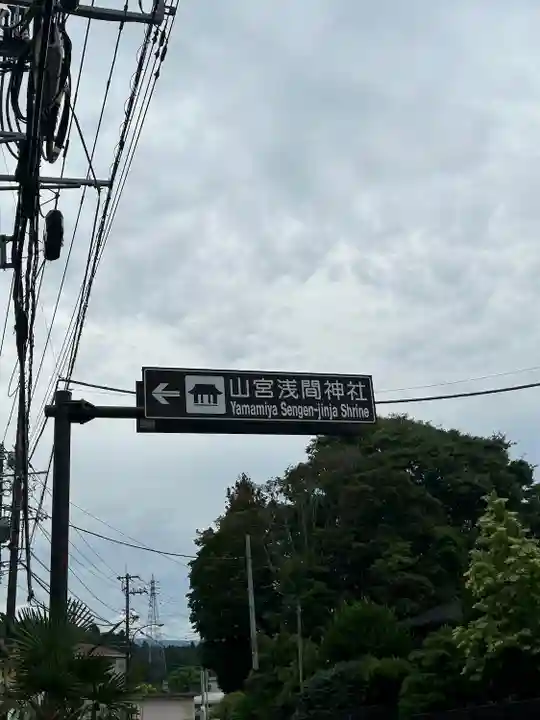 山宮浅間神社
Yamamiya Sengen-jinja Shrine